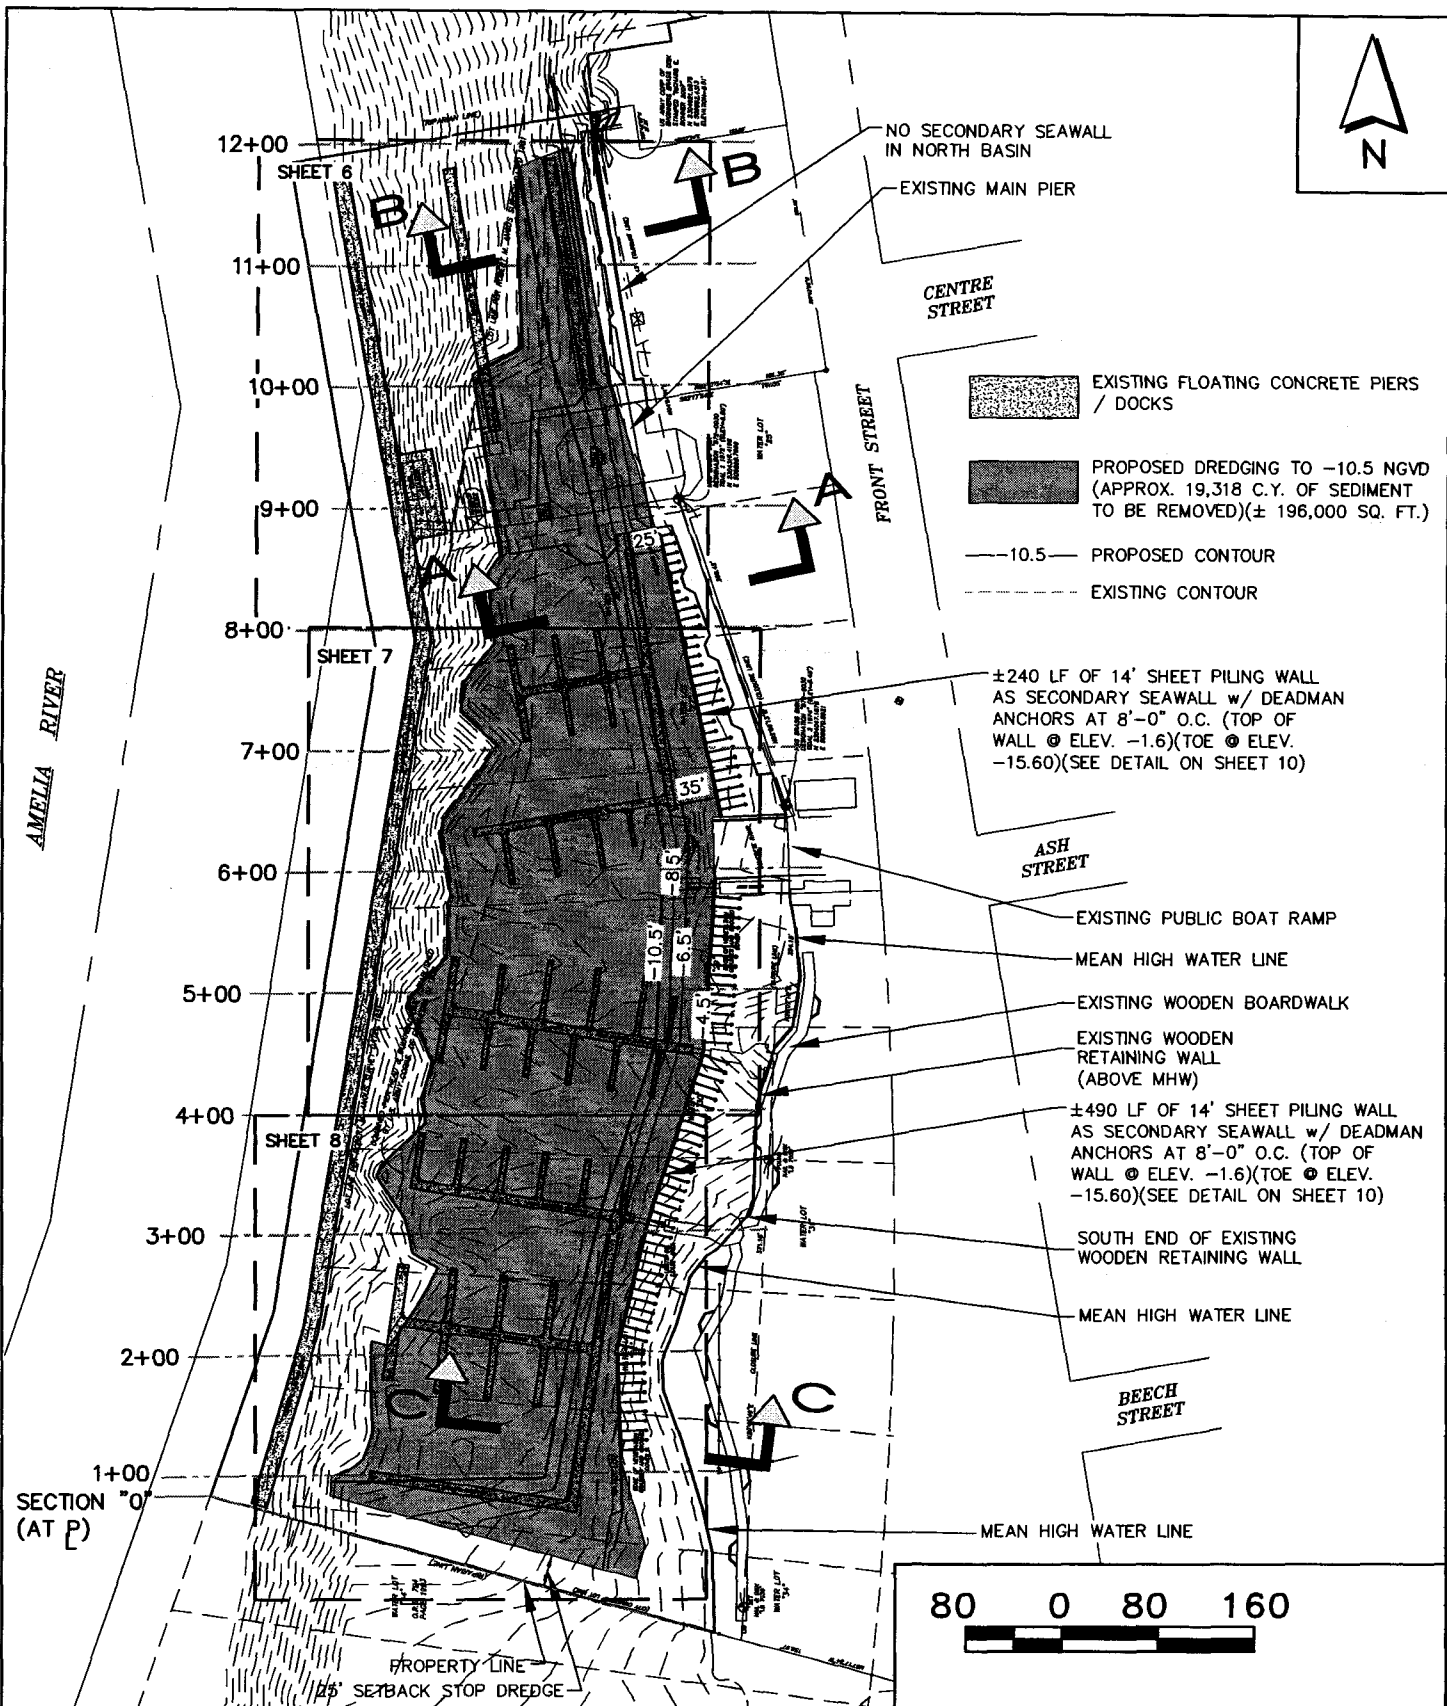 N
12+00
SHEET 6
B
B
NO SECONDARY SEAWALL
IN NORTH BASIN
EXISTING MAIN PIER
11+00
CENTRE
STREET
10+00
FRONT STREET
EXISTING FLOATING CONCRETE PIERS
/ DOCKS
9+00
A
A
25'
PROPOSED DREDGING TO -10.5 NGVD
(APPROX. 19,318 C.Y. OF SEDIMENT
TO BE REMOVED)(± 196,000 SQ. FT.)
-10.5
PROPOSED CONTOUR
EXISTING CONTOUR
8+00
SHEET 7
AMELIA RIVER
±240 LF OF 14' SHEET PILING WALL
AS SECONDARY SEAWALL w/ DEADMAN
ANCHORS AT 8'-0" O.C. (TOP OF
WALL @ ELEV. -1.6)(TOE @ ELEV.
-15.60)(SEE DETAIL ON SHEET 10)
7+00
35'
ASH
STREET
6+00
-8.5'
-10.5'
-6.5'
-4.5'
EXISTING PUBLIC BOAT RAMP
MEAN HIGH WATER LINE
5+00
EXISTING WOODEN BOARDWALK
EXISTING WOODEN
RETAINING WALL
(ABOVE MHW)
4+00
SHEET 8
±490 LF OF 14' SHEET PILING WALL
AS SECONDARY SEAWALL w/ DEADMAN
ANCHORS AT 8'-0" O.C. (TOP OF
WALL @ ELEV. -1.6)(TOE @ ELEV.
-15.60)(SEE DETAIL ON SHEET 10)
3+00
SOUTH END OF EXISTING
WOODEN RETAINING WALL
MEAN HIGH WATER LINE
2+00
C
C
BEECH
STREET
1+00
SECTION "0"
(AT PL)
MEAN HIGH WATER LINE
PROPERTY LINE
25' SETBACK STOP DREDGE
80 0 80 160